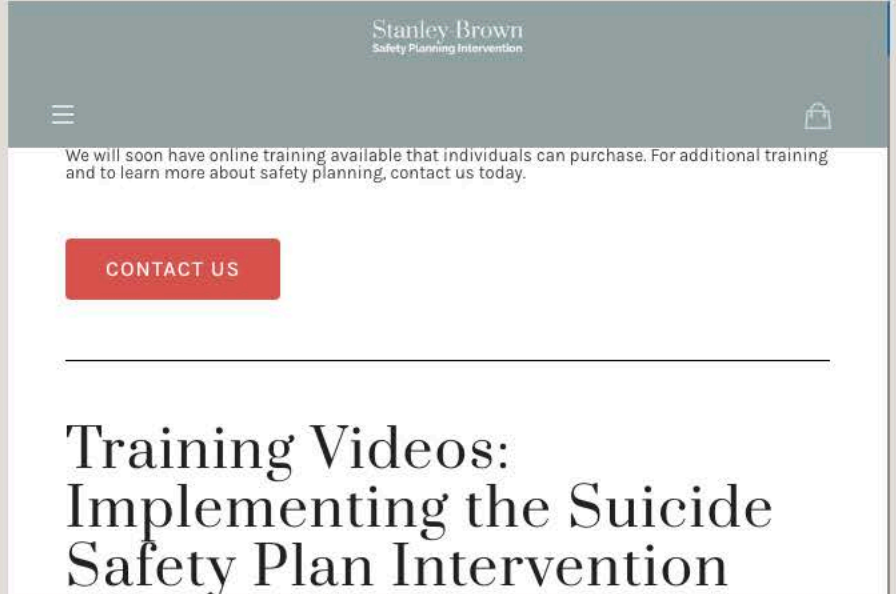 Stanley-Brown
Safety Planning Intervention
We will soon have online training available that individuals can purchase. For additional training
and to learn more about safety planning, contact us today.
CONTACT US
Training Videos:
Implementing the Suicide
Safety Plan Intervention